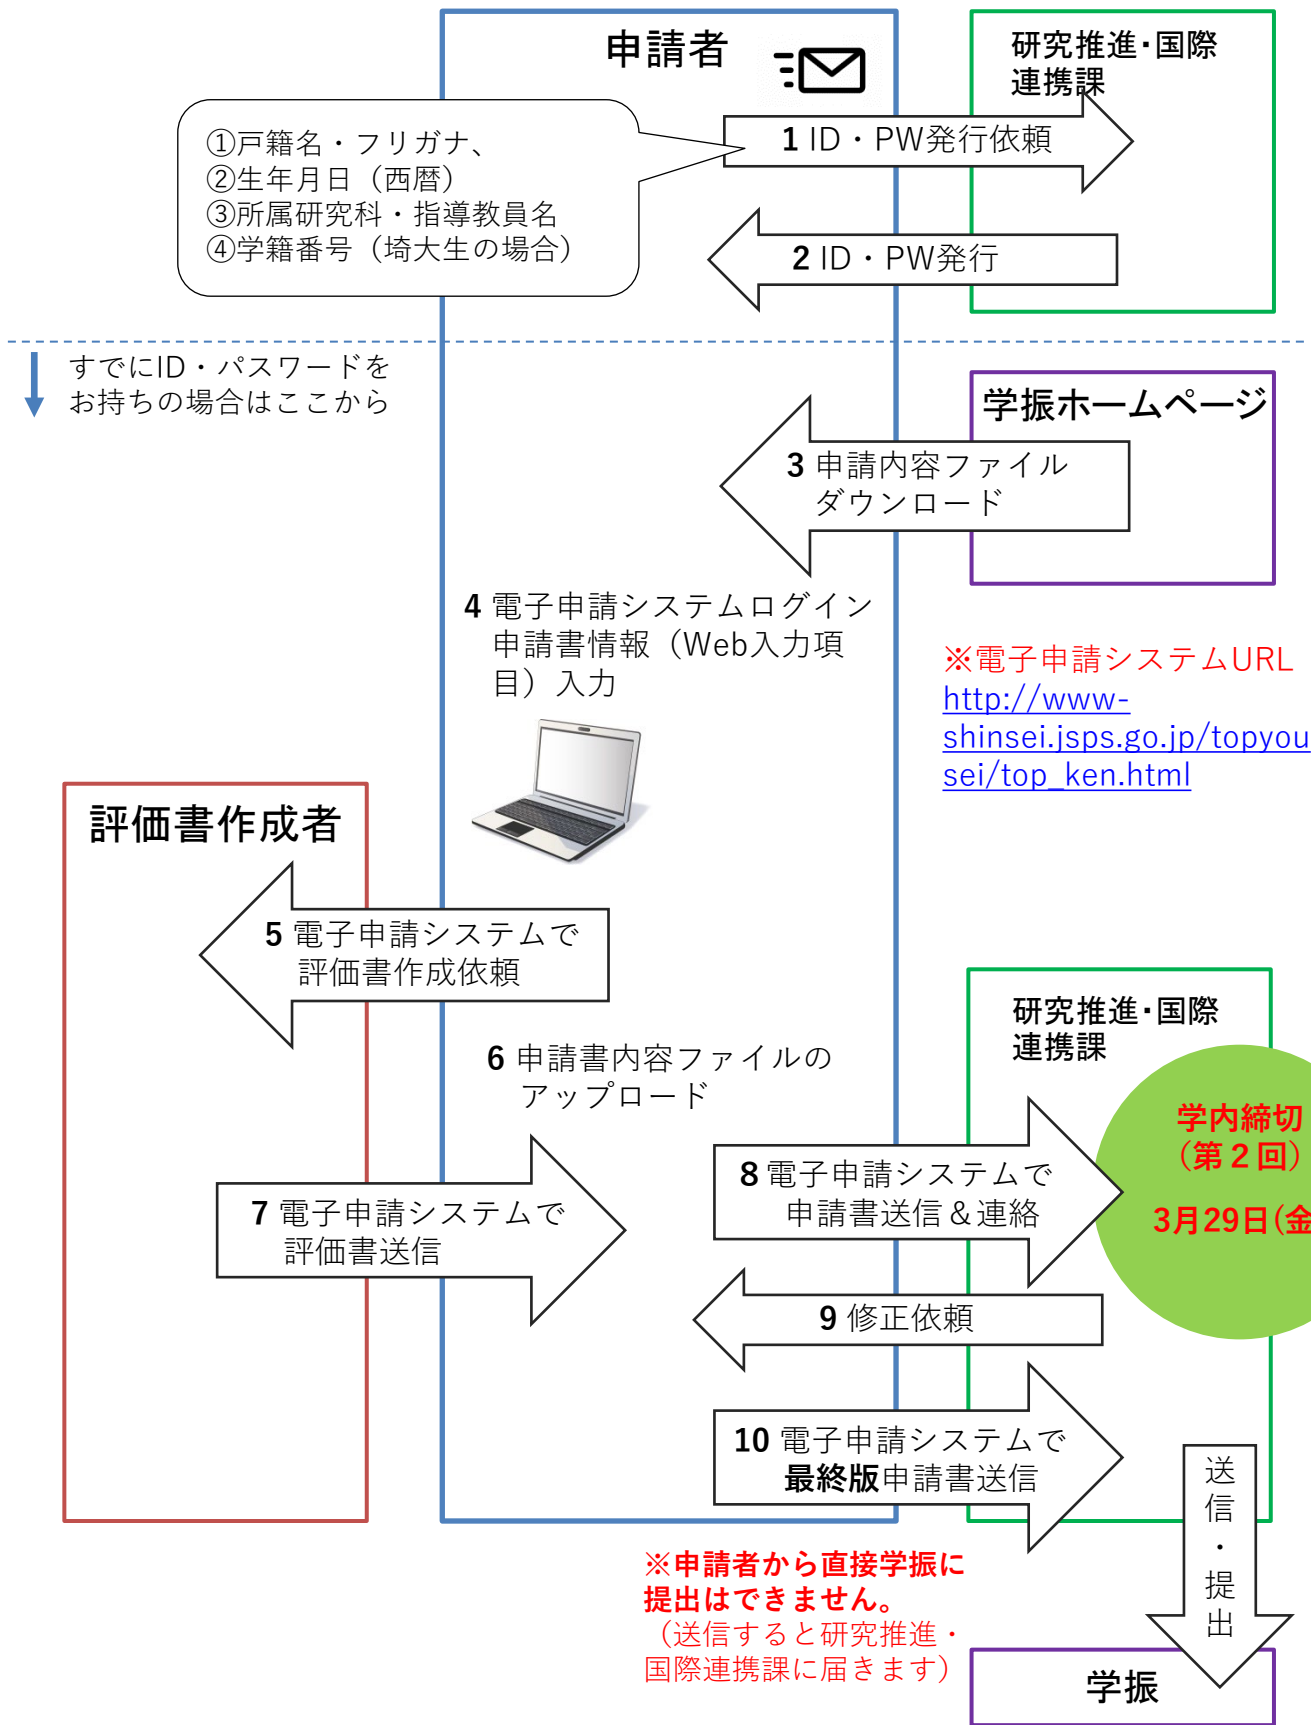 申請者
研究推進・国際
連携課
①戸籍名・フリガナ、
②生年月日（西暦）
③所属研究科・指導教員名
④学籍番号（埼大生の場合）
1 ID・PW発行依頼
2 ID・PW発行
すでにID・パスワードを
お持ちの場合はここから
学振ホームページ
3 申請内容ファイル
ダウンロード
4 電子申請システムログイン
申請書情報（Web入力項
目）入力
※電子申請システムURL
http://www-
shinsei.jsps.go.jp/topyou
sei/top_ken.html
評価書作成者
5 電子申請システムで
評価書作成依頼
6 申請書内容ファイルの
アップロード
研究推進・国際
連携課
学内締切
（第２回）
3月29日(金
7 電子申請システムで
評価書送信
8 電子申請システムで
申請書送信＆連絡
9 修正依頼
10 電子申請システムで
最終版申請書送信
送信・提出
※申請者から直接学振に
提出はできません。
（送信すると研究推進・
国際連携課に届きます）
学振